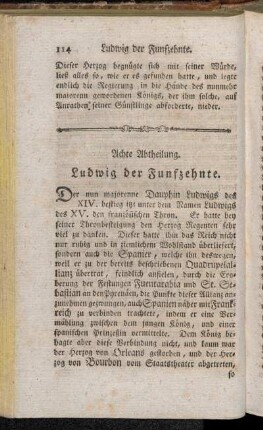 114 Ludwig der Funfzehnte.
Dieser Herzog begnügte sich mit seiner Würde,
ließ alles so, wie er es gefunden hatte, und legte
endlich die Regierung in die Hände des nunmehr
majorenn gewordenen Königs, der ihm solche, auf
Anrathen seiner Günstlinge abforderte, nieder.
Achte Abtheilung.
Ludwig der Funfzehnte.
Der nun majorenne Dauphin Ludwigs des
XIV. bestieg itzt unter dem Namen Ludwigs
des XV. den französischen Thron. Er hatte bey
seiner Thronbesteigung den Herzog Regenten sehr
viel zu danken. Dieser hatte ihm das Reich nicht
nur ruhig und in ziemlichem Wohlstand überliefert,
sondern auch die Spanier, welche ihn deswegen,
weil er zu der bereits beschriebenen Quadrupelal-
lianz übertrat, feindlich anfielen, durch die Ero-
berung der Festungen Fuentarabia und St. Se-
bastian an den Pyrenäen, die Punkte dieser Allianz an-
zunehmen gezwungen, auch Spanien näher mit Frank-
reich zu verbinden trachtete, indem er eine Ver-
mählung zwischen dem jungen König, und einer
spanischen Prinzeßin vermittelte. Dem König be-
hagte aber diese Verbindung nicht, und kaum war
der Herzog von Orleans gestorben, und der Her-
zog von Bourbon vom Staatstheater abgetreten,
so